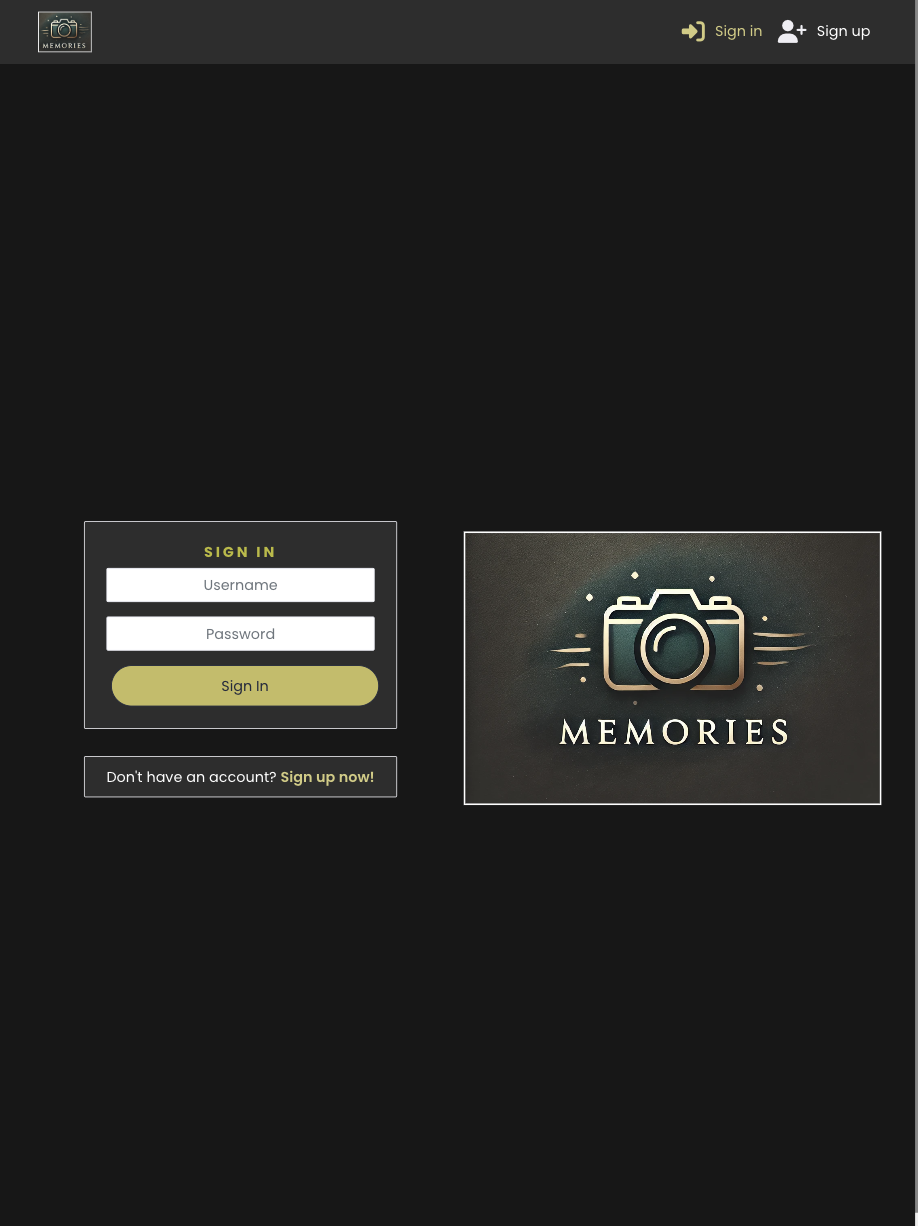 MEMORIES
Sign in
Sign up
SIGN IN
Username
Password
Sign In
Don't have an account? Sign up now!
MEMORIES